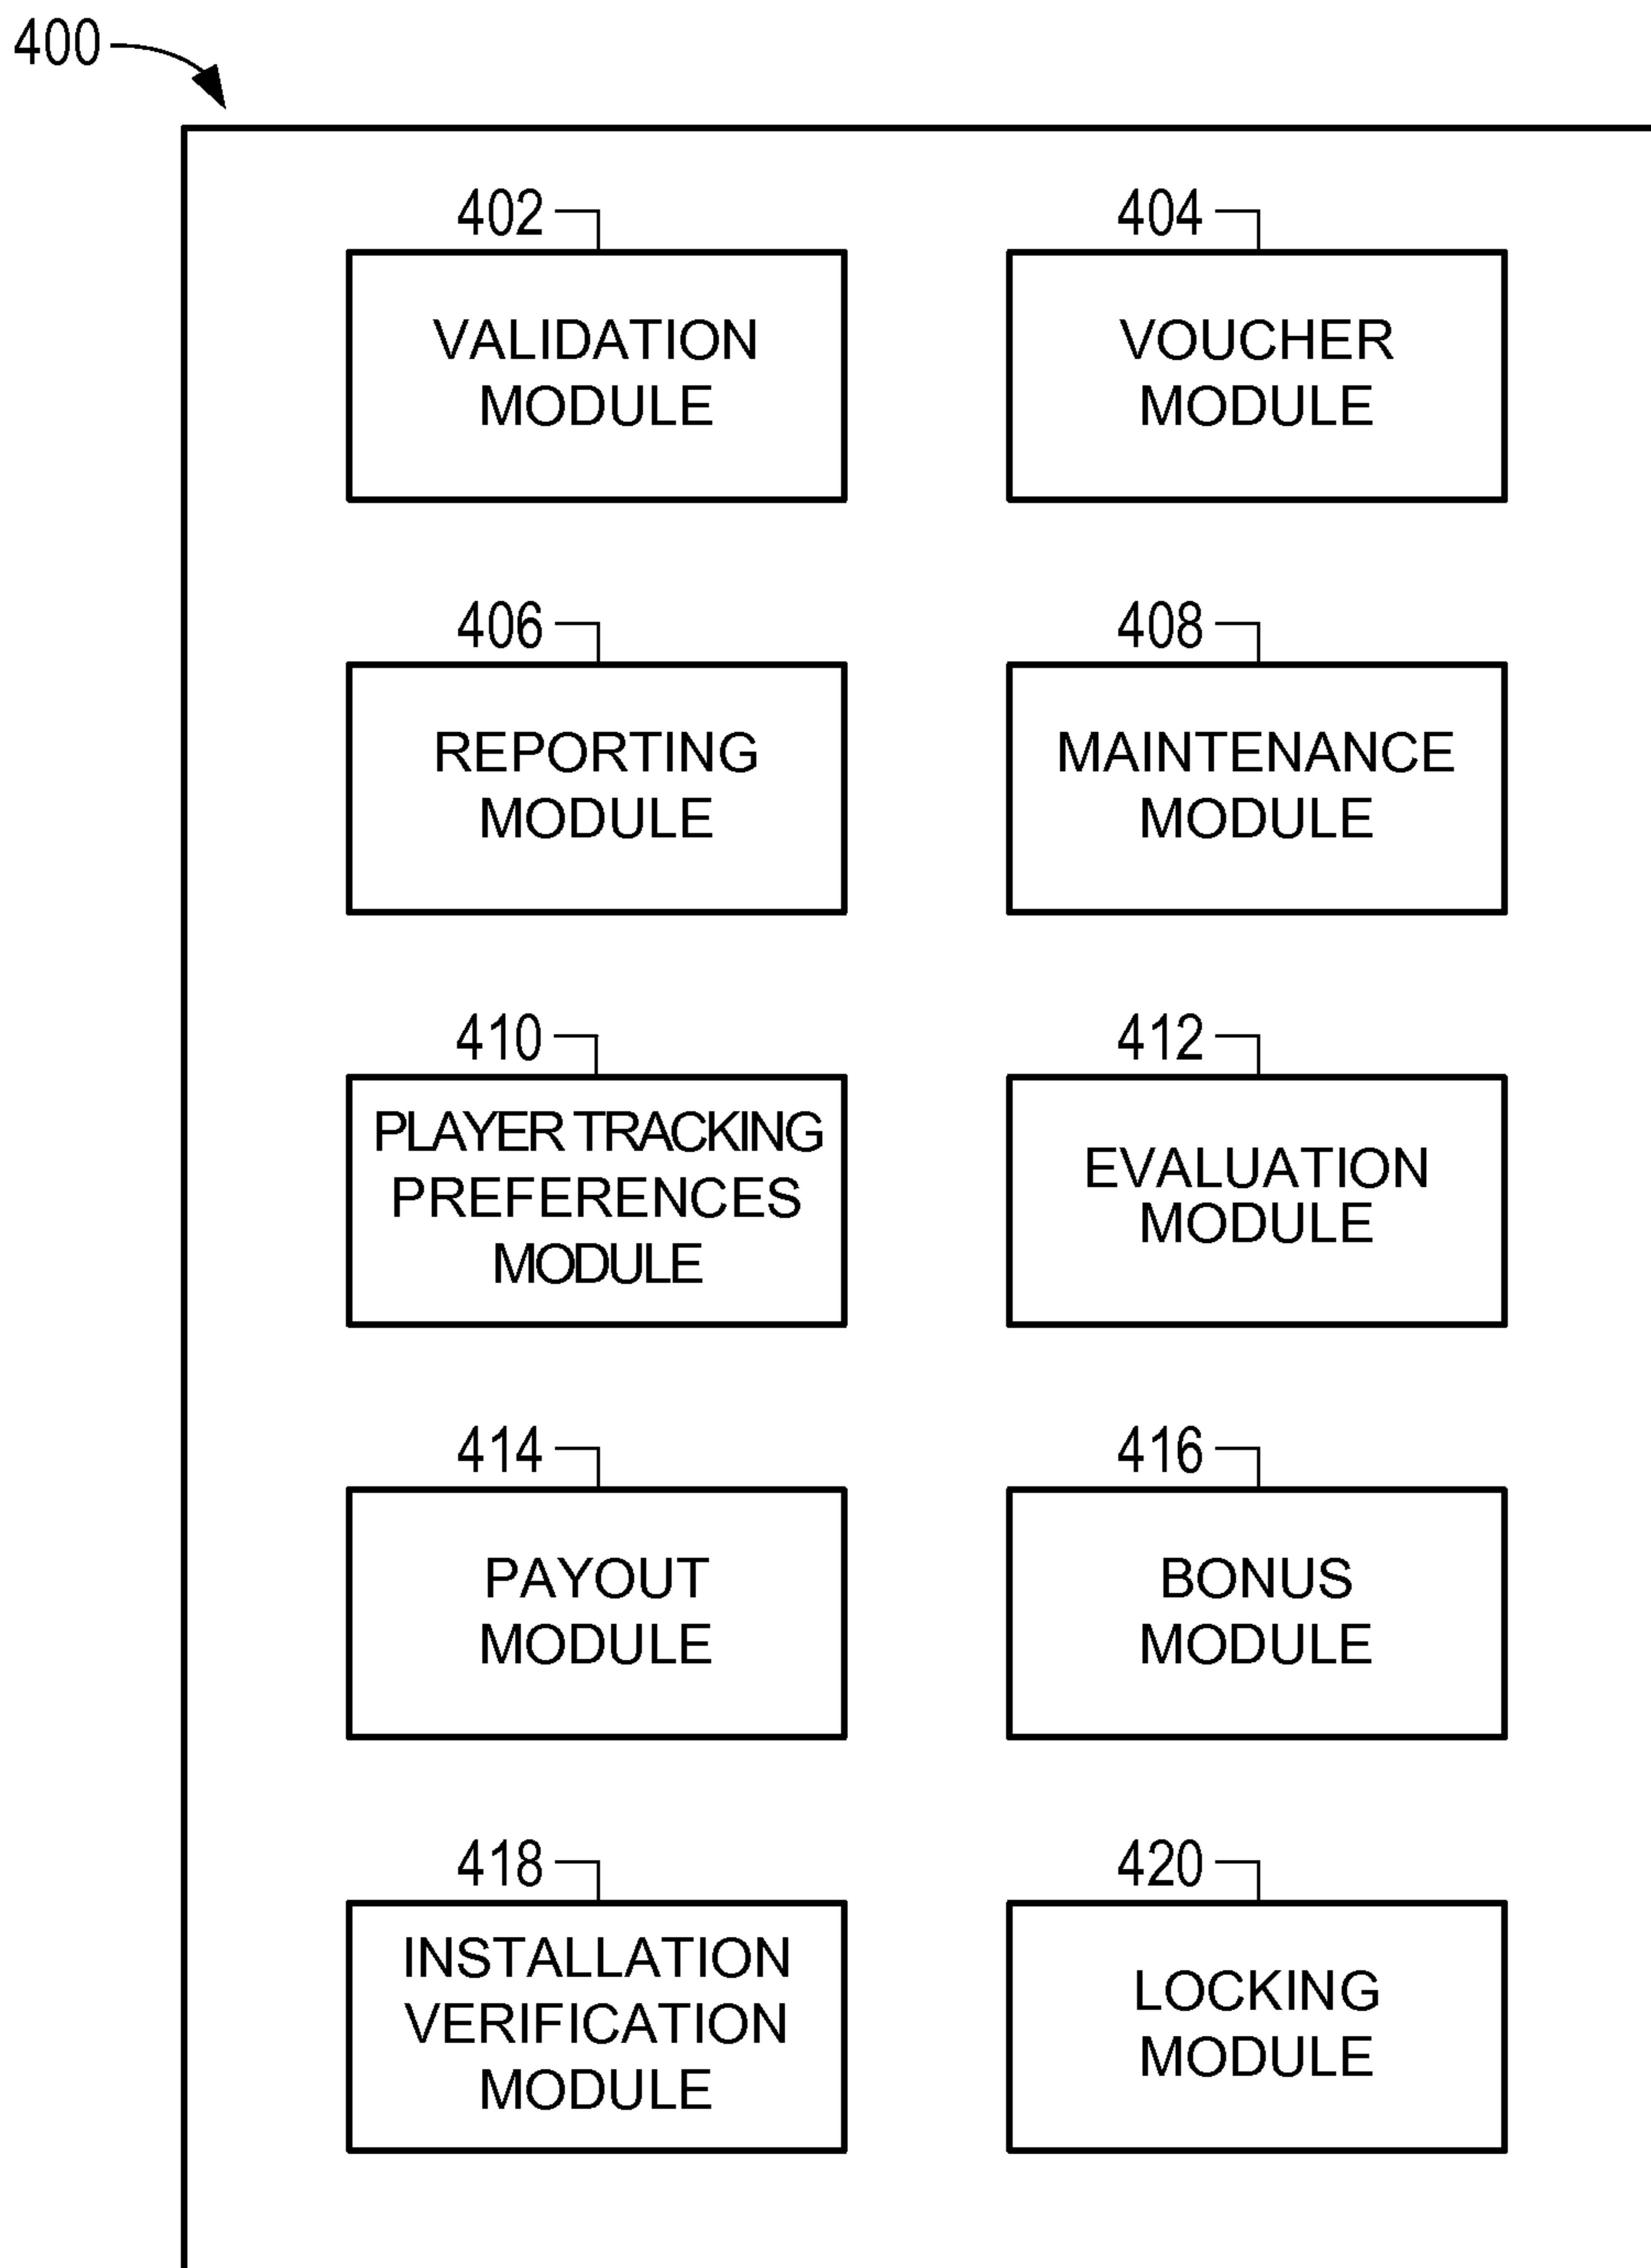 400
402
VALIDATION
MODULE
404
VOUCHER
MODULE
406
REPORTING
MODULE
408
MAINTENANCE
MODULE
410
PLAYER TRACKING
PREFERENCES
MODULE
412
EVALUATION
MODULE
414
PAYOUT
MODULE
416
BONUS
MODULE
418
INSTALLATION
VERIFICATION
MODULE
420
LOCKING
MODULE